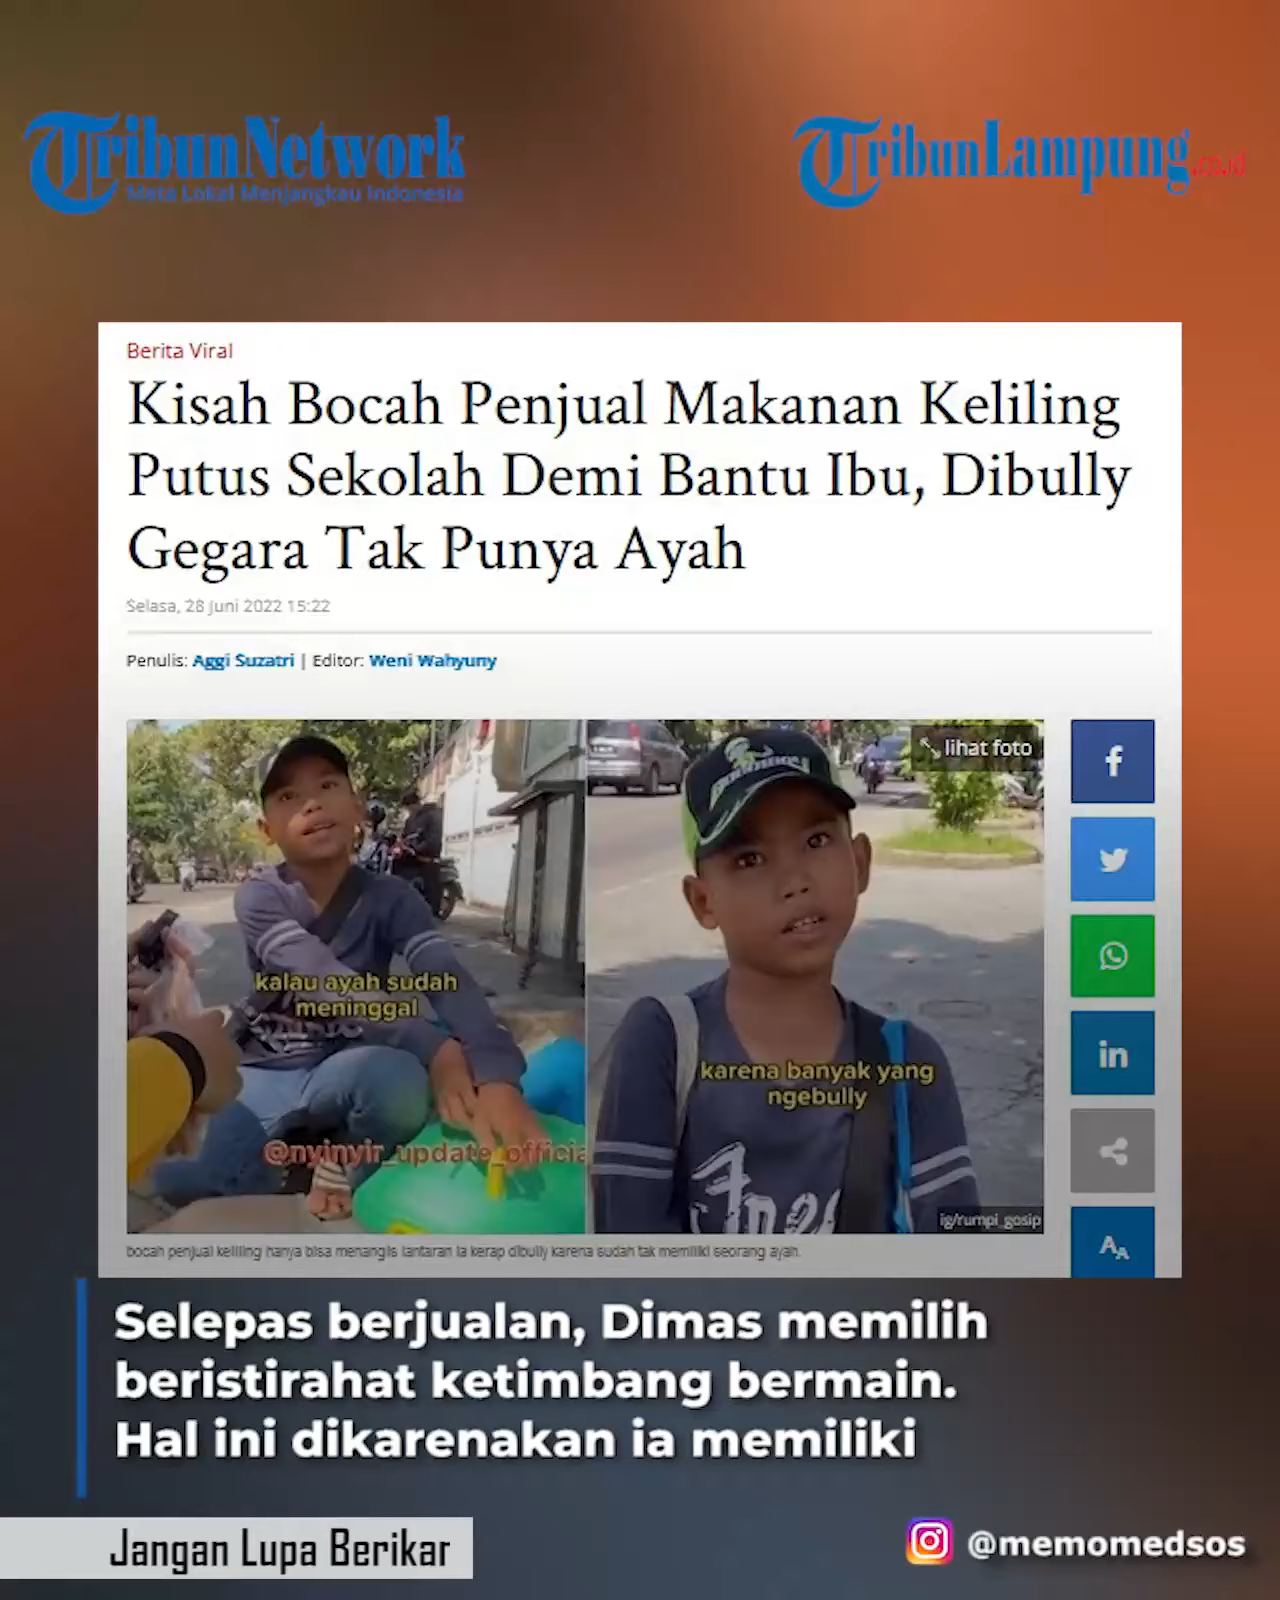 TribunNetwork
Mata Lokal Menjangkau Indonesia
TribunLampung.co.id
Berita Viral
Kisah Bocah Penjual Makanan Keliling
Putus Sekolah Demi Bantu Ibu, Dibully
Gegara Tak Punya Ayah
Selasa, 28 Juni 2022 15:22
Penulis: Aggi Suzatri | Editor: Weni Wahyuny
lihat foto
kalau ayah sudah
meninggal
karena banyak yang
ngebully
@nyinyir_update_officia
ig/rumpi_gosip
bocah penjual keliling hanya bisa menangis lantaran ia kerap dibully karena sudah tak memiliki seorang ayah.
Selepas berjualan, Dimas memilih
beristirahat ketimbang bermain.
Hal ini dikarenakan ia memiliki
Jangan Lupa Berikar
@memomedsos